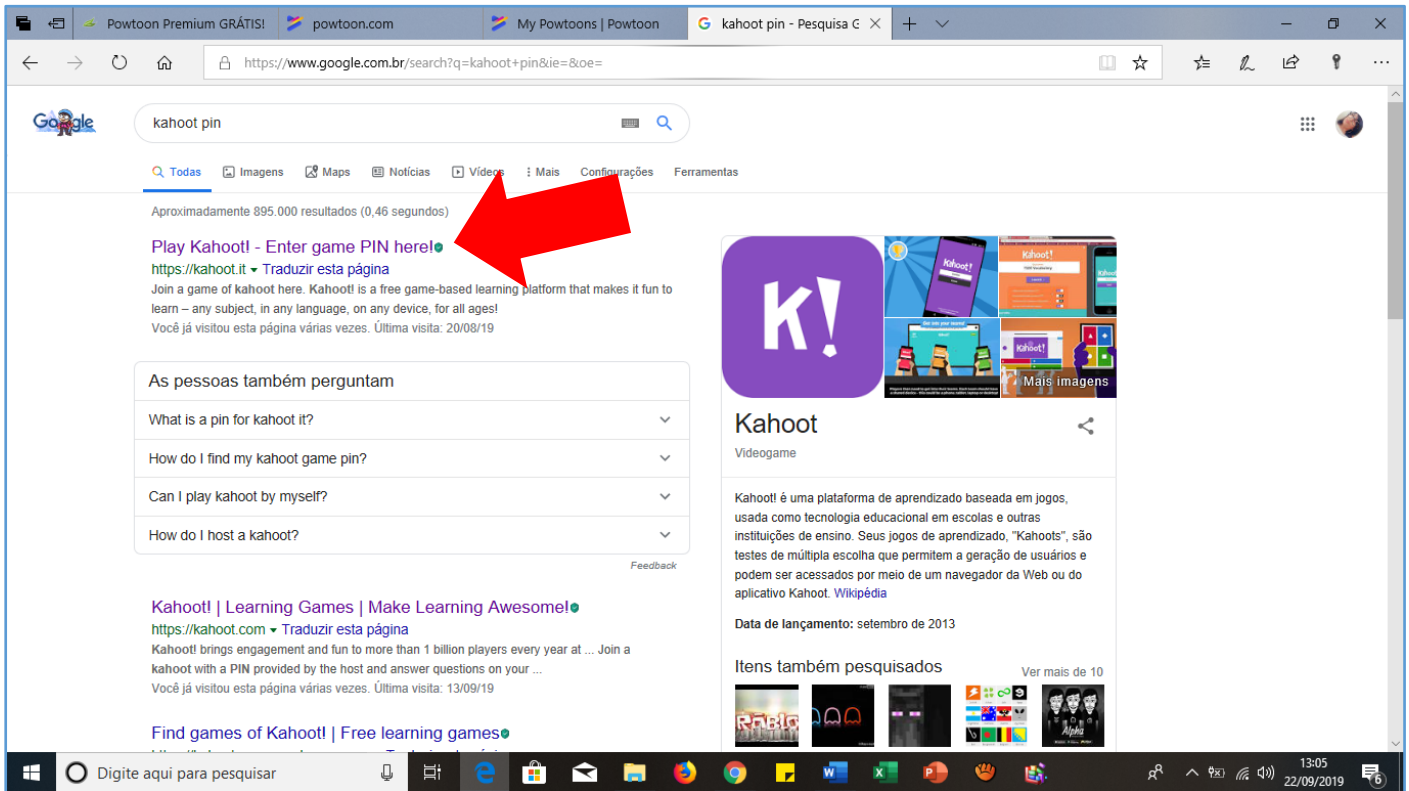 Powtoon Premium GRÁTIS!
powtoon.com
My Powtoons | Powtoon
kahoot pin - Pesquisa G
https://www.google.com.br/search?q=kahoot+pin&ie=&oe=
Google
kahoot pin
Todas Imagens Maps Notícias Vídeos Mais Configurações Ferramentas
Aproximadamente 895.000 resultados (0,46 segundos)
Play Kahoot! - Enter game PIN here!
https://kahoot.it Traduzir esta página
Join a game of kahoot here. Kahoot! is a free game-based learning platform that makes it fun to
learn – any subject, in any language, on any device, for all ages!
Você já visitou esta página várias vezes. Última visita: 20/08/19
As pessoas também perguntam
What is a pin for kahoot it?
How do I find my kahoot game pin?
Can I play kahoot by myself?
How do I host a kahoot?
Feedback
Kahoot! | Learning Games | Make Learning Awesome!
https://kahoot.com Traduzir esta página
Kahoot! brings engagement and fun to more than 1 billion players every year at ... Join a
kahoot with a PIN provided by the host and answer questions on your ...
Você já visitou esta página várias vezes. Última visita: 13/09/19
Find games of Kahoot! | Free learning games
K!
Kahoot!
Kahoot!
Kahoot!
Mais imagens
Kahoot
Videogame
Kahoot! é uma plataforma de aprendizado baseada em jogos,
usada como tecnologia educacional em escolas e outras
instituições de ensino. Seus jogos de aprendizado, "Kahoots", são
testes de múltipla escolha que permitem a geração de usuários e
podem ser acessados por meio de um navegador da Web ou do
aplicativo Kahoot. Wikipédia
Data de lançamento: setembro de 2013
Itens também pesquisados
Ver mais de 10
Alpha
Digite aqui para pesquisar
13:05
22/09/2019
6